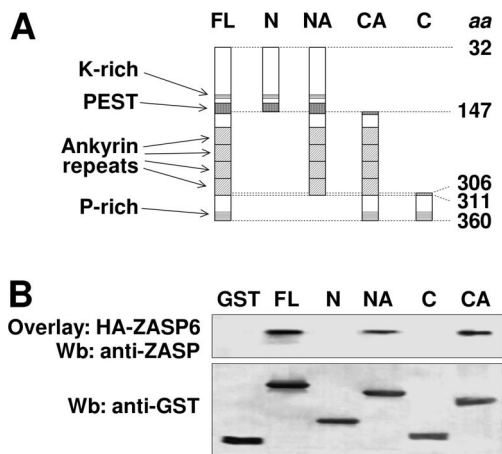 A
FL N NA CA C aa
K-rich
PEST
Ankyrin
repeats
P-rich
32
147
306
311
360
B
GST FL N NA C CA
Overlay: HA-ZASP6
Wb: anti-ZASP
Wb: anti-GST